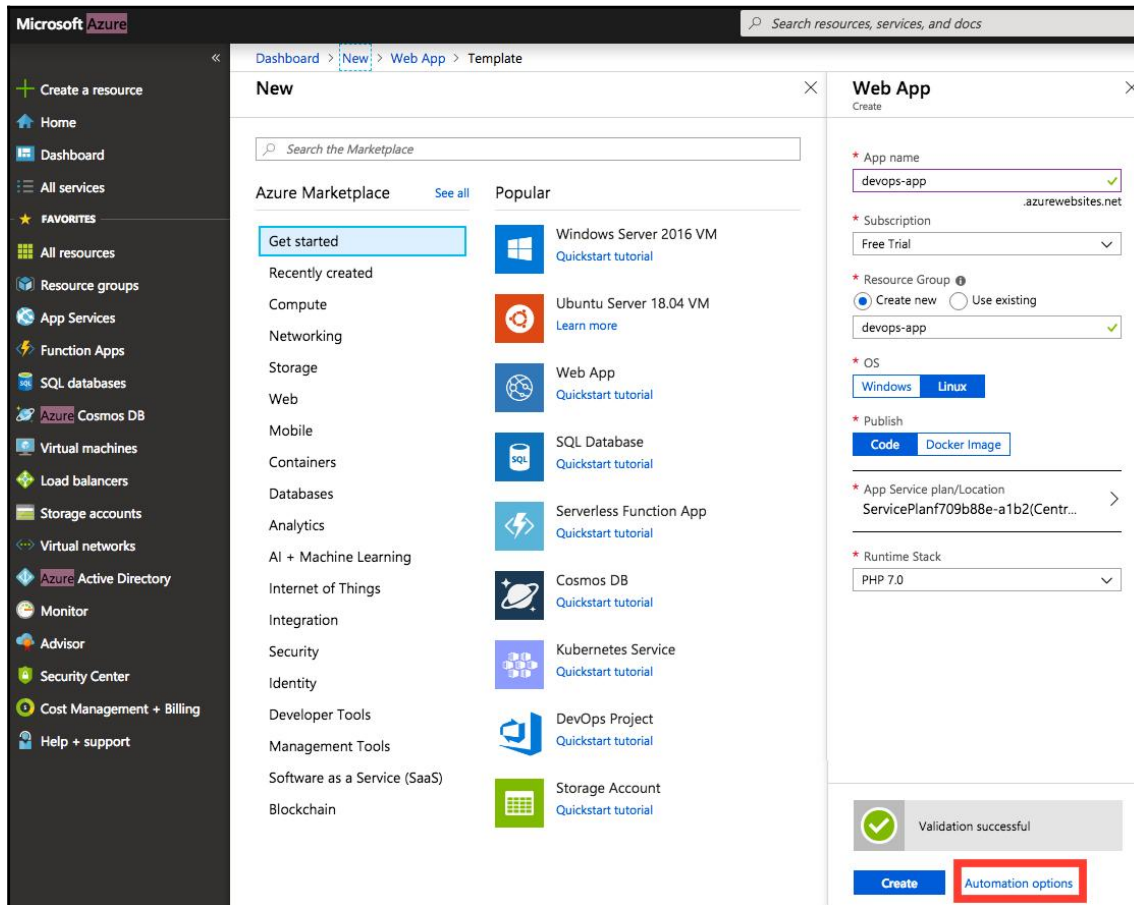 Microsoft Azure
Search resources, services, and docs
«
Create a resource
Home
Dashboard
All services
FAVORITES
All resources
Resource groups
App Services
Function Apps
SQL databases
Azure Cosmos DB
Virtual machines
Load balancers
Storage accounts
Virtual networks
Azure Active Directory
Monitor
Advisor
Security Center
Cost Management + Billing
Help + support
Dashboard > New > Web App > Template
New
Search the Marketplace
Azure Marketplace See all
Get started
Recently created
Compute
Networking
Storage
Web
Mobile
Containers
Databases
Analytics
AI + Machine Learning
Internet of Things
Integration
Security
Identity
Developer Tools
Management Tools
Software as a Service (SaaS)
Blockchain
Popular
Windows Server 2016 VM
Quickstart tutorial
Ubuntu Server 18.04 VM
Learn more
Web App
Quickstart tutorial
SQL
SQL Database
Quickstart tutorial
Serverless Function App
Quickstart tutorial
Cosmos DB
Quickstart tutorial
Kubernetes Service
Quickstart tutorial
DevOps Project
Quickstart tutorial
Storage Account
Quickstart tutorial
Web App
Create
* App name
devops-app
.azurewebsites.net
* Subscription
Free Trial
* Resource Group
Create new Use existing
devops-app
* OS
Windows Linux
* Publish
Code Docker Image
* App Service plan/Location
ServicePlanf709b88e-a1b2(Centr...
* Runtime Stack
PHP 7.0
Validation successful
Create Automation options